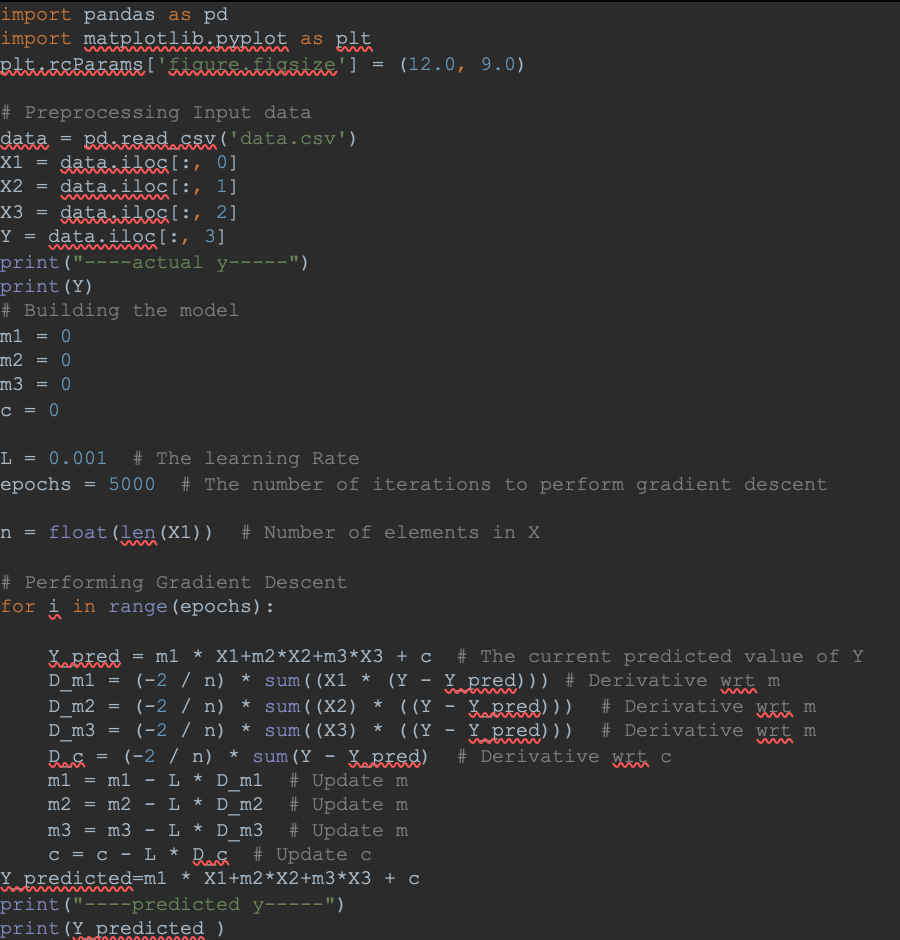 import pandas as pd
import matplotlib.pyplot as plt
plt.rcParams['figure.figsize'] = (12.0, 9.0)
# Preprocessing Input data
data = pd.read_csv('data.csv')
X1 = data.iloc[:, 0]
X2 = data.iloc[:, 1]
X3 = data.iloc[:, 2]
Y = data.iloc[:, 3]
print("----actual y-----")
print(Y)
# Building the model
m1 = 0
m2 = 0
m3 = 0
c = 0
L = 0.001  # The learning Rate
epochs = 5000  # The number of iterations to perform gradient descent
n = float(len(X1))  # Number of elements in X
# Performing Gradient Descent
for i in range(epochs):
    Y_pred = m1 * X1+m2*X2+m3*X3 + c  # The current predicted value of Y
    D_m1 = (-2 / n) * sum((X1 * (Y - Y_pred))) # Derivative wrt m
    D_m2 = (-2 / n) * sum((X2) * ((Y - Y_pred)))  # Derivative wrt m
    D_m3 = (-2 / n) * sum((X3) * ((Y - Y_pred)))  # Derivative wrt m
    D_c = (-2 / n) * sum(Y - Y_pred)  # Derivative wrt c
    m1 = m1 - L * D_m1  # Update m
    m2 = m2 - L * D_m2  # Update m
    m3 = m3 - L * D_m3  # Update m
    c = c - L * D_c  # Update c
Y_predicted=m1 * X1+m2*X2+m3*X3 + c
print("----predicted y-----")
print(Y_predicted )